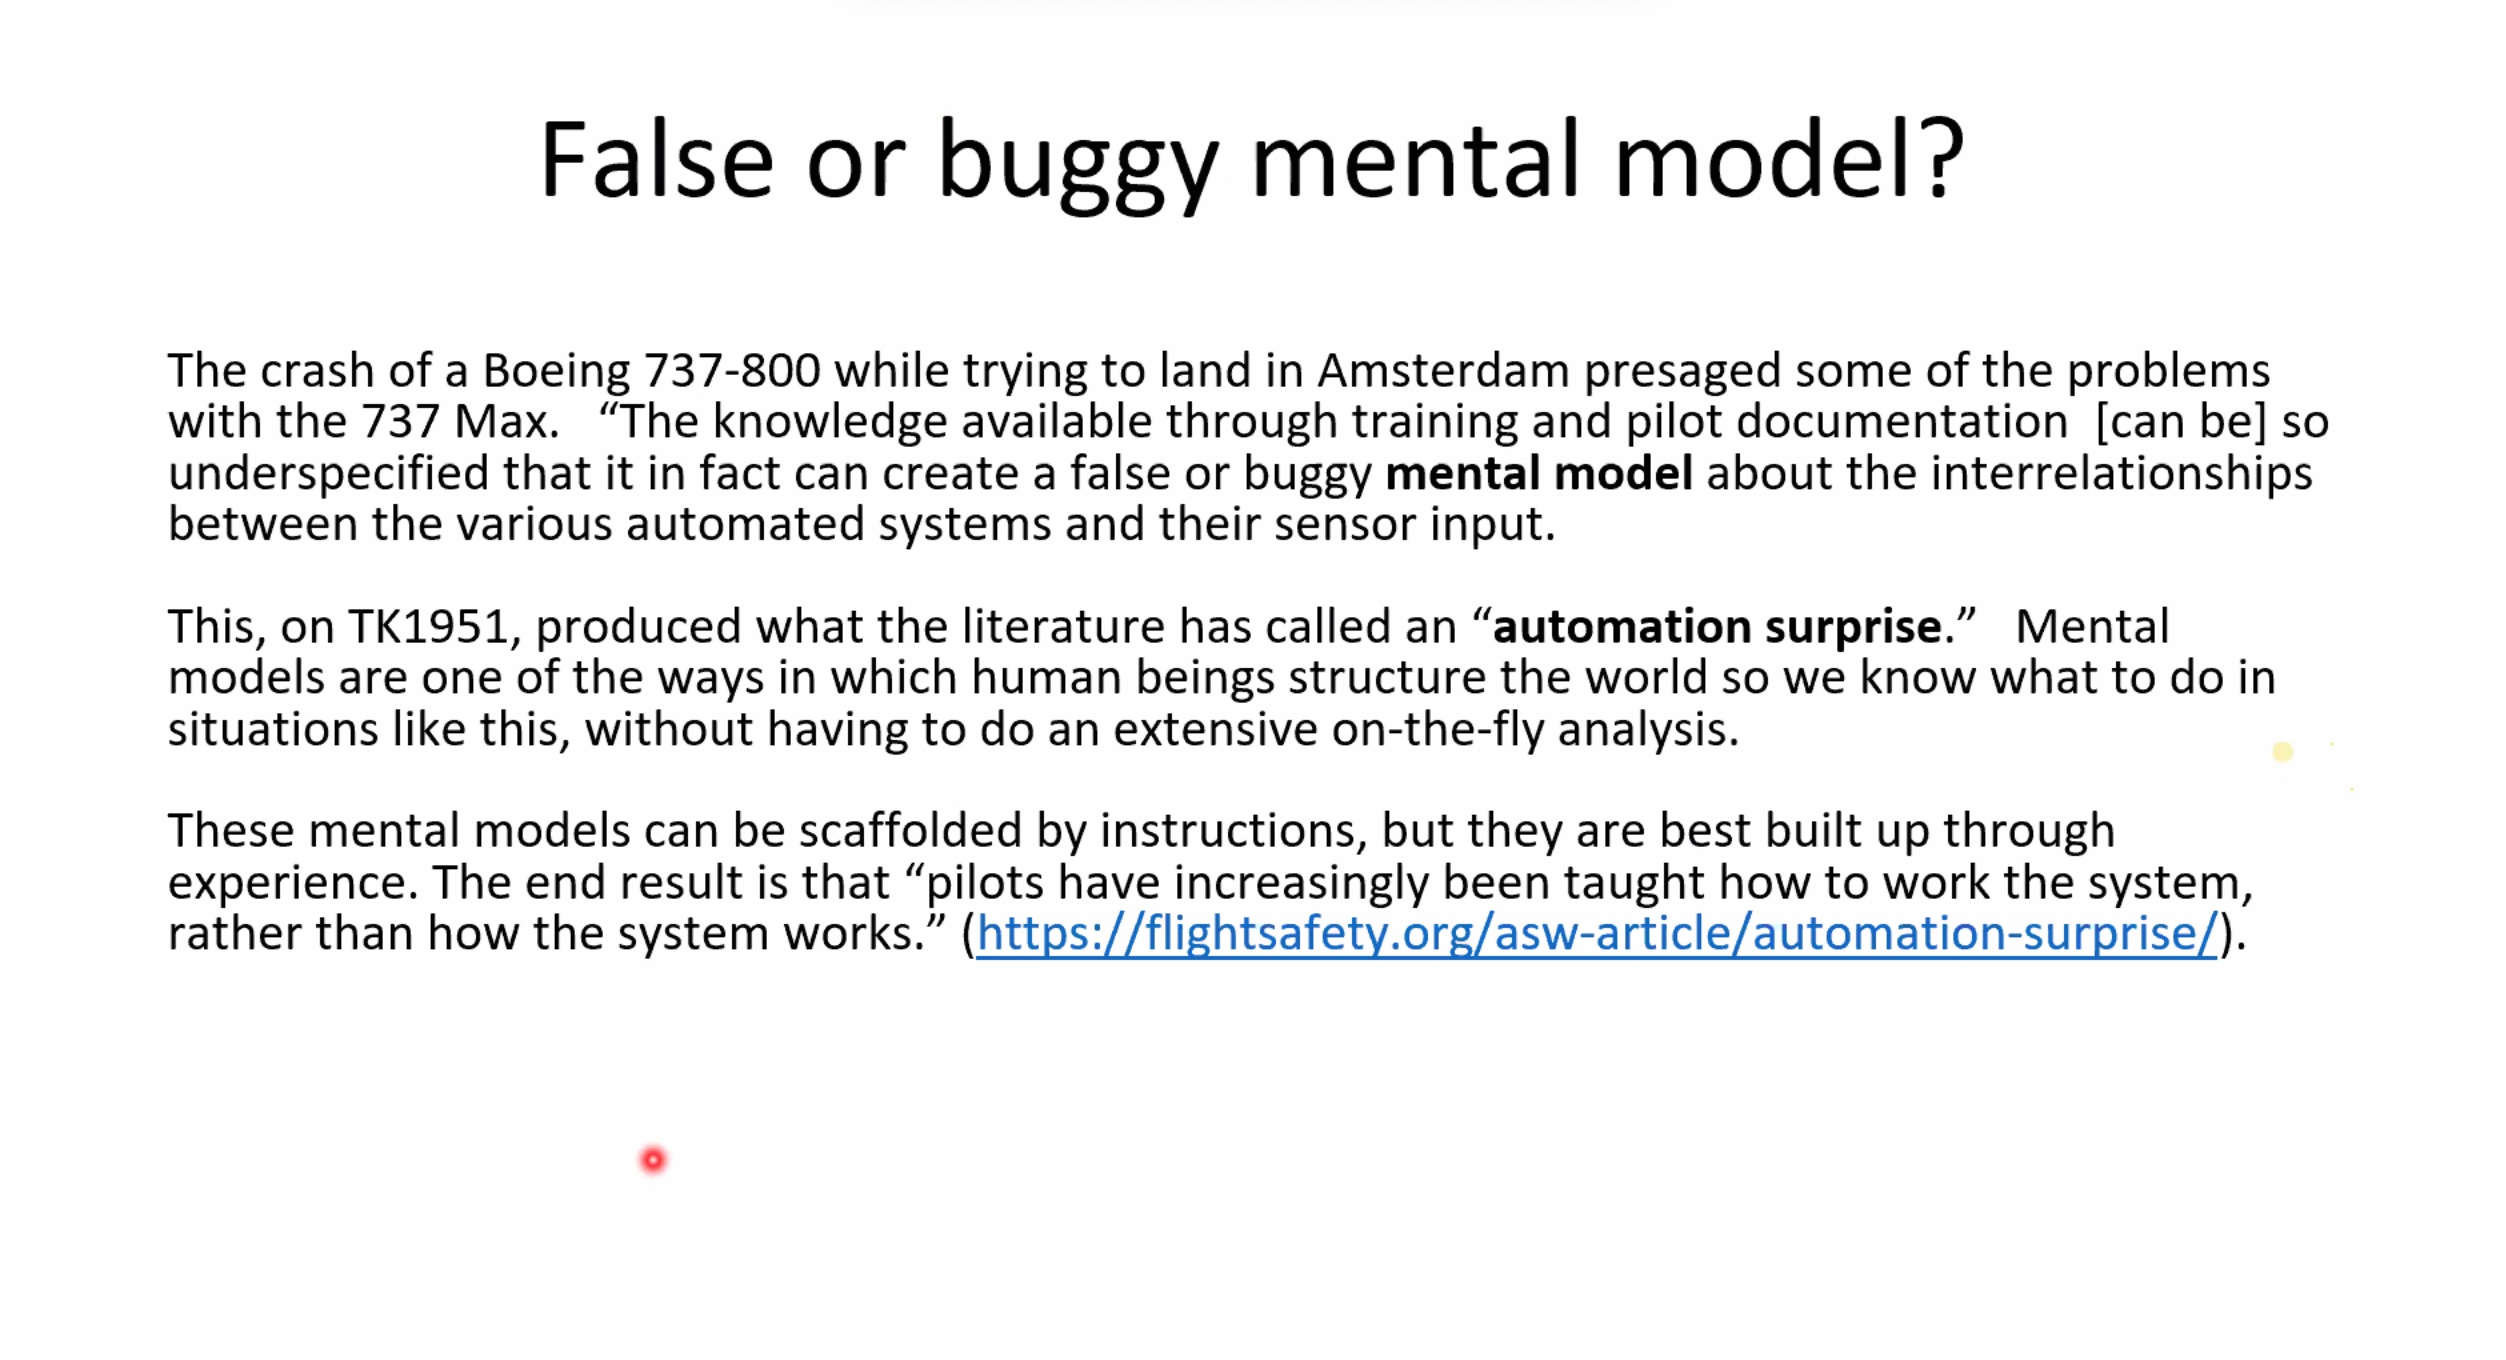 False or buggy mental model?
The crash of a Boeing 737-800 while trying to land in Amsterdam presaged some of the problems
with the 737 Max.   “The knowledge available through training and pilot documentation  [can be] so
underspecified that it in fact can create a false or buggy mental model about the interrelationships
between the various automated systems and their sensor input.
This, on TK1951, produced what the literature has called an “automation surprise.”   Mental
models are one of the ways in which human beings structure the world so we know what to do in
situations like this, without having to do an extensive on-the-fly analysis.
These mental models can be scaffolded by instructions, but they are best built up through
experience. The end result is that “pilots have increasingly been taught how to work the system,
rather than how the system works.” (https://flightsafety.org/asw-article/automation-surprise/).